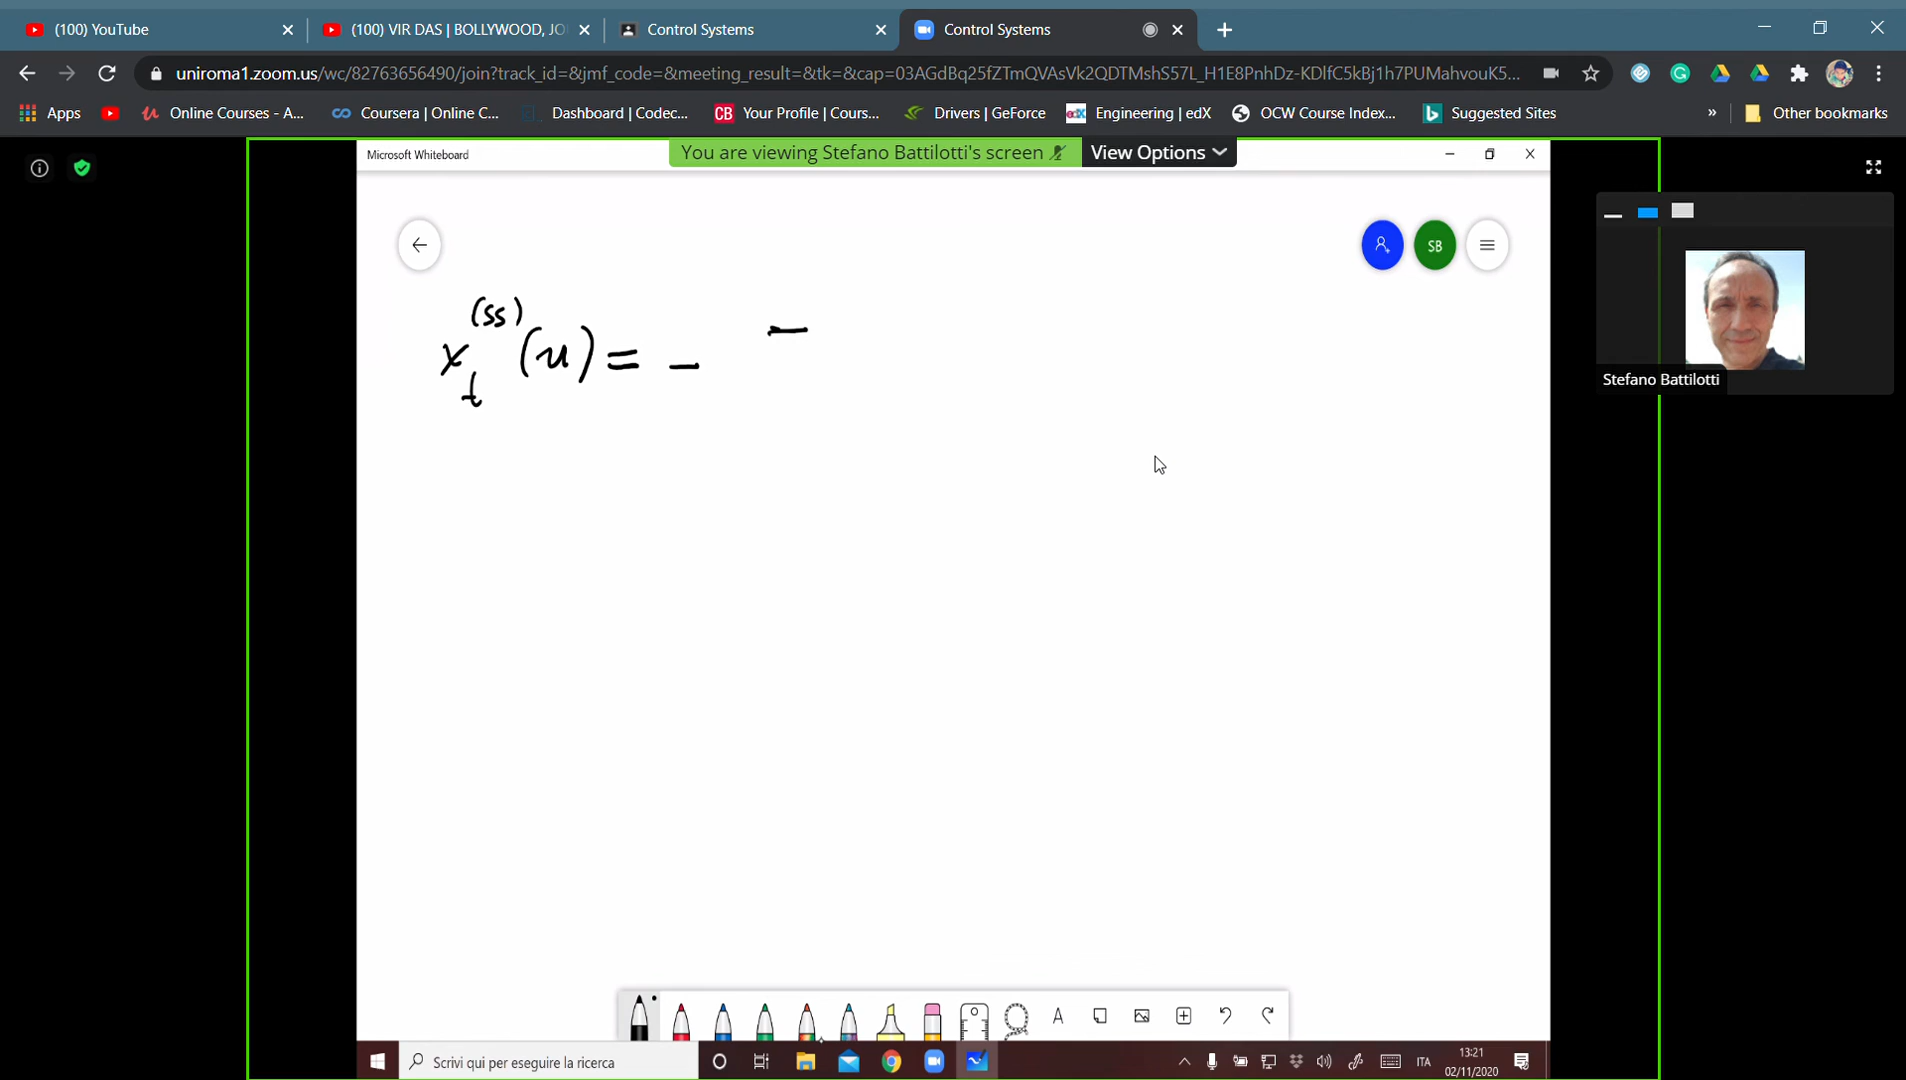 (100) YouTube
(100) VIR DAS | BOLLYWOOD, JO
Control Systems
Control Systems
uniroma1.zoom.us/wc/82763656490/join?track_id=&jmf_code=&meeting_result=&tk=&cap=03AGdBq25fZTmQVAsVk2QDTMshS57L_H1E8PnhDz-KDlfC5kBj1h7PUMahvouK5...
Apps
Online Courses - A...
Coursera | Online C...
Dashboard | Codec...
CB Your Profile | Cours...
Drivers | GeForce
edX Engineering | edX
OCW Course Index...
Suggested Sites
»
Other bookmarks
Microsoft Whiteboard
You are viewing Stefano Battilotti's screen
View Options
SB
x_t^(ss) (u) = – –
Stefano Battilotti
A
Scrivi qui per eseguire la ricerca
ITA
13:21
02/11/2020